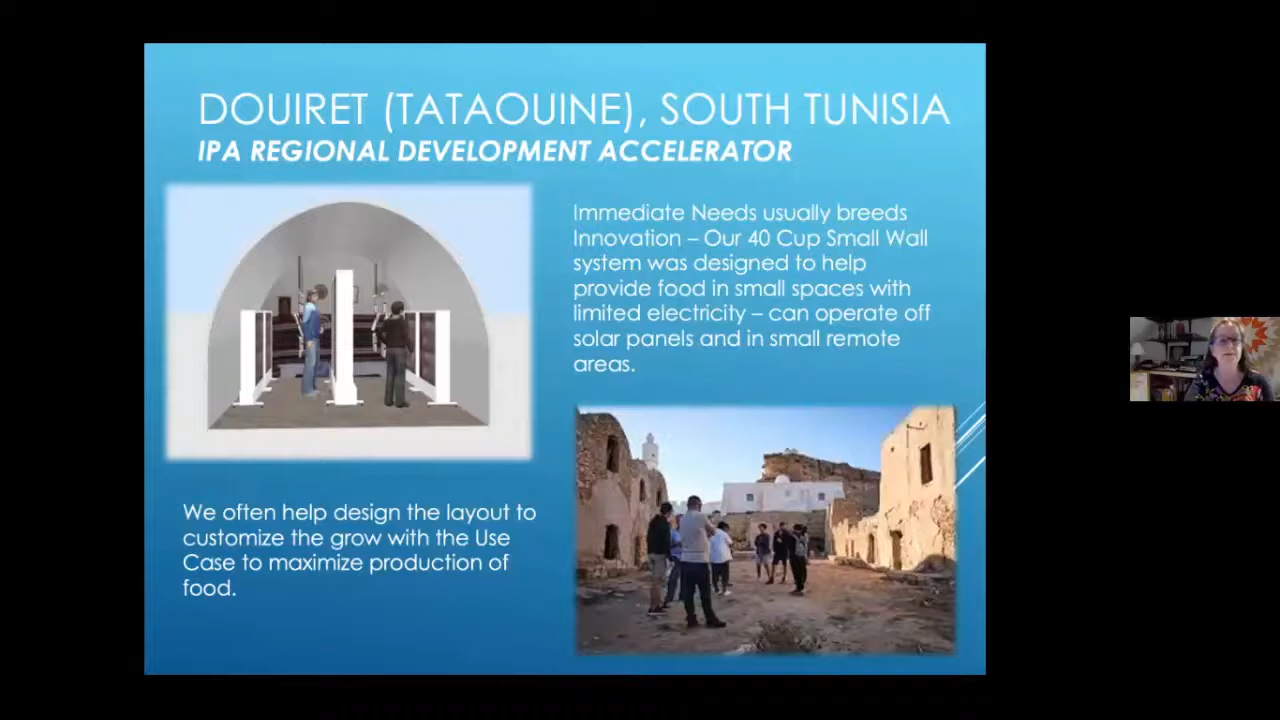 DOUIRET (TATAOUINE), SOUTH TUNISIA
IPA REGIONAL DEVELOPMENT ACCELERATOR
Immediate Needs usually breeds
Innovation – Our 40 Cup Small Wall
system was designed to help
provide food in small spaces with
limited electricity – can operate off
solar panels and in small remote
areas.
We often help design the layout to
customize the grow with the Use
Case to maximize production of
food.